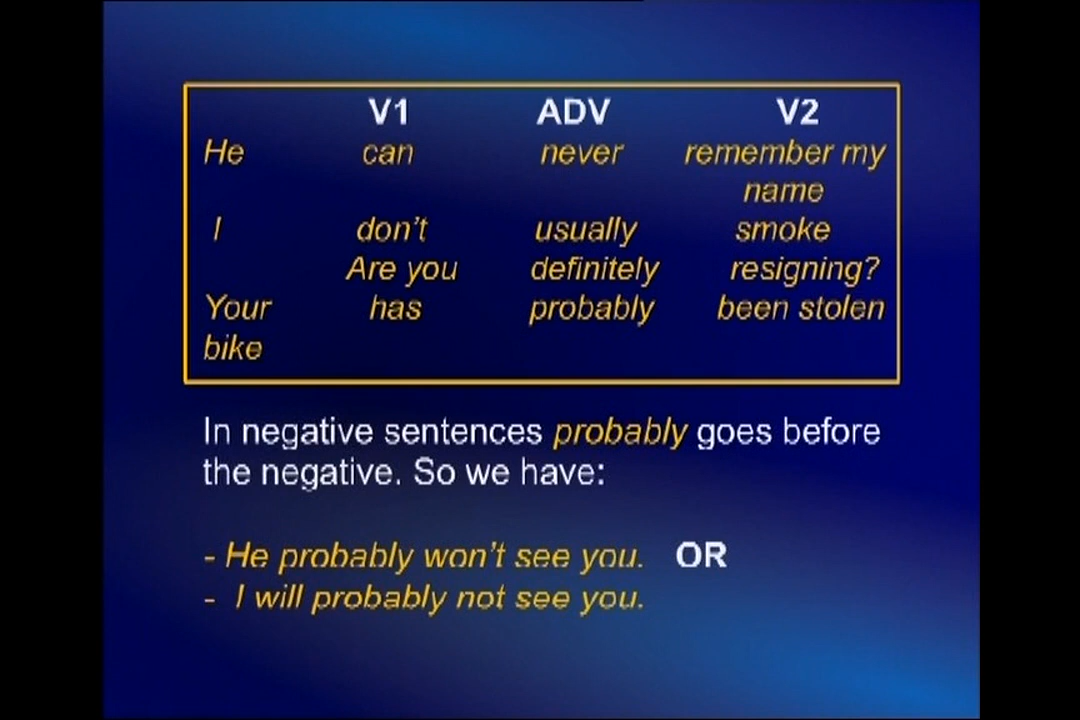 V1 ADV V2
He can never remember my
name
I don't usually smoke
Are you definitely resigning?
Your has probably been stolen
bike
In negative sentences probably goes before
the negative. So we have:
- He probably won't see you. OR
- I will probably not see you.